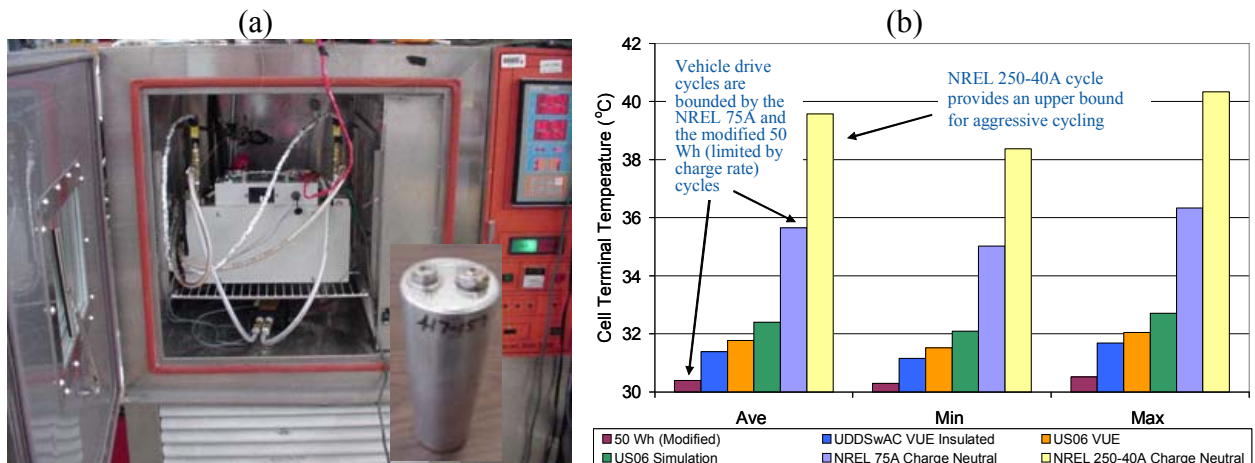 (a)
(b)
42
40
38
36
34
32
30
Cell Terminal Temperature (°C)
Vehicle drive
cycles are
bounded by the
NREL 75A and
the modified 50
Wh (limited by
charge rate)
cycles
NREL 250-40A cycle
provides an upper bound
for aggressive cycling
Ave
Min
Max
50 Wh (Modified)
UDDSwAC VUE Insulated
US06 VUE
US06 Simulation
NREL 75A Charge Neutral
NREL 250-40A Charge Neutral